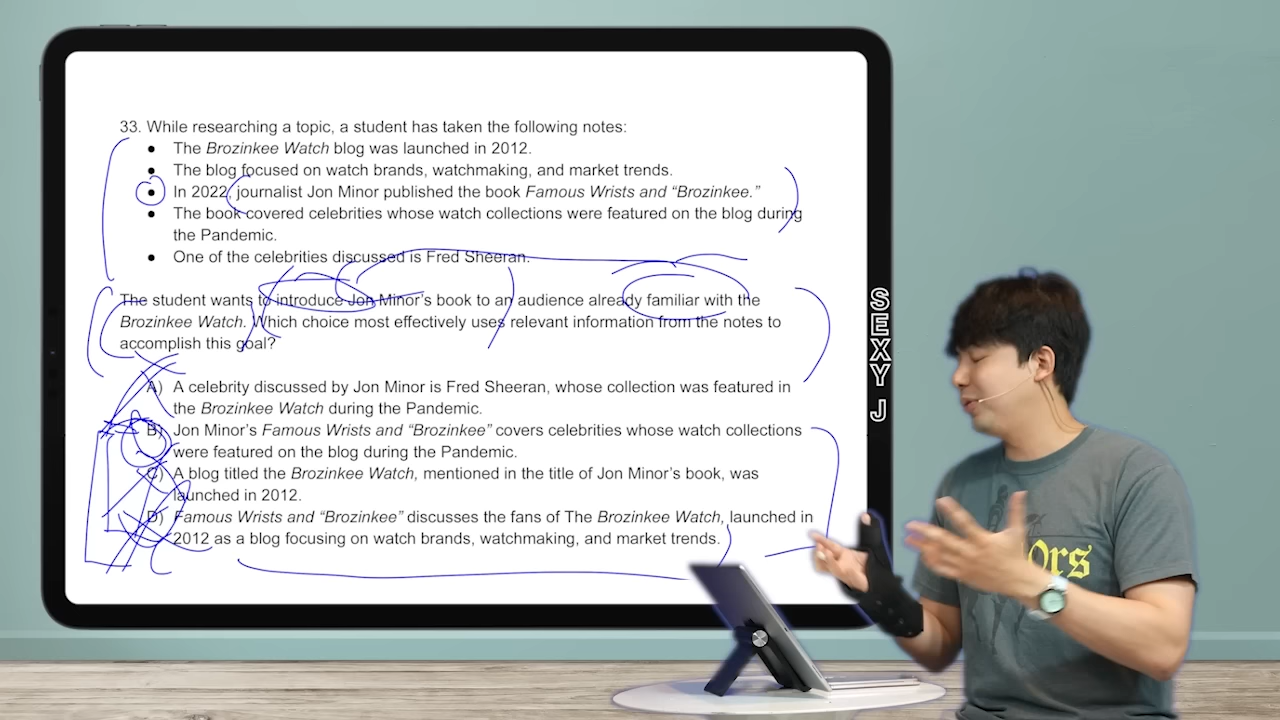 33. While researching a topic, a student has taken the following notes:
● The Brozinkee Watch blog was launched in 2012.
● The blog focused on watch brands, watchmaking, and market trends.
● In 2022, journalist Jon Minor published the book Famous Wrists and “Brozinkee.”
● The book covered celebrities whose watch collections were featured on the blog during
the Pandemic.
● One of the celebrities discussed is Fred Sheeran.
The student wants to introduce Jon Minor’s book to an audience already familiar with the
Brozinkee Watch. Which choice most effectively uses relevant information from the notes to
accomplish this goal?
A) A celebrity discussed by Jon Minor is Fred Sheeran, whose collection was featured in
the Brozinkee Watch during the Pandemic.
B) Jon Minor’s Famous Wrists and “Brozinkee” covers celebrities whose watch collections
were featured on the blog during the Pandemic.
C) A blog titled the Brozinkee Watch, mentioned in the title of Jon Minor’s book, was
launched in 2012.
D) Famous Wrists and “Brozinkee” discusses the fans of The Brozinkee Watch, launched in
2012 as a blog focusing on watch brands, watchmaking, and market trends.
SEXY J